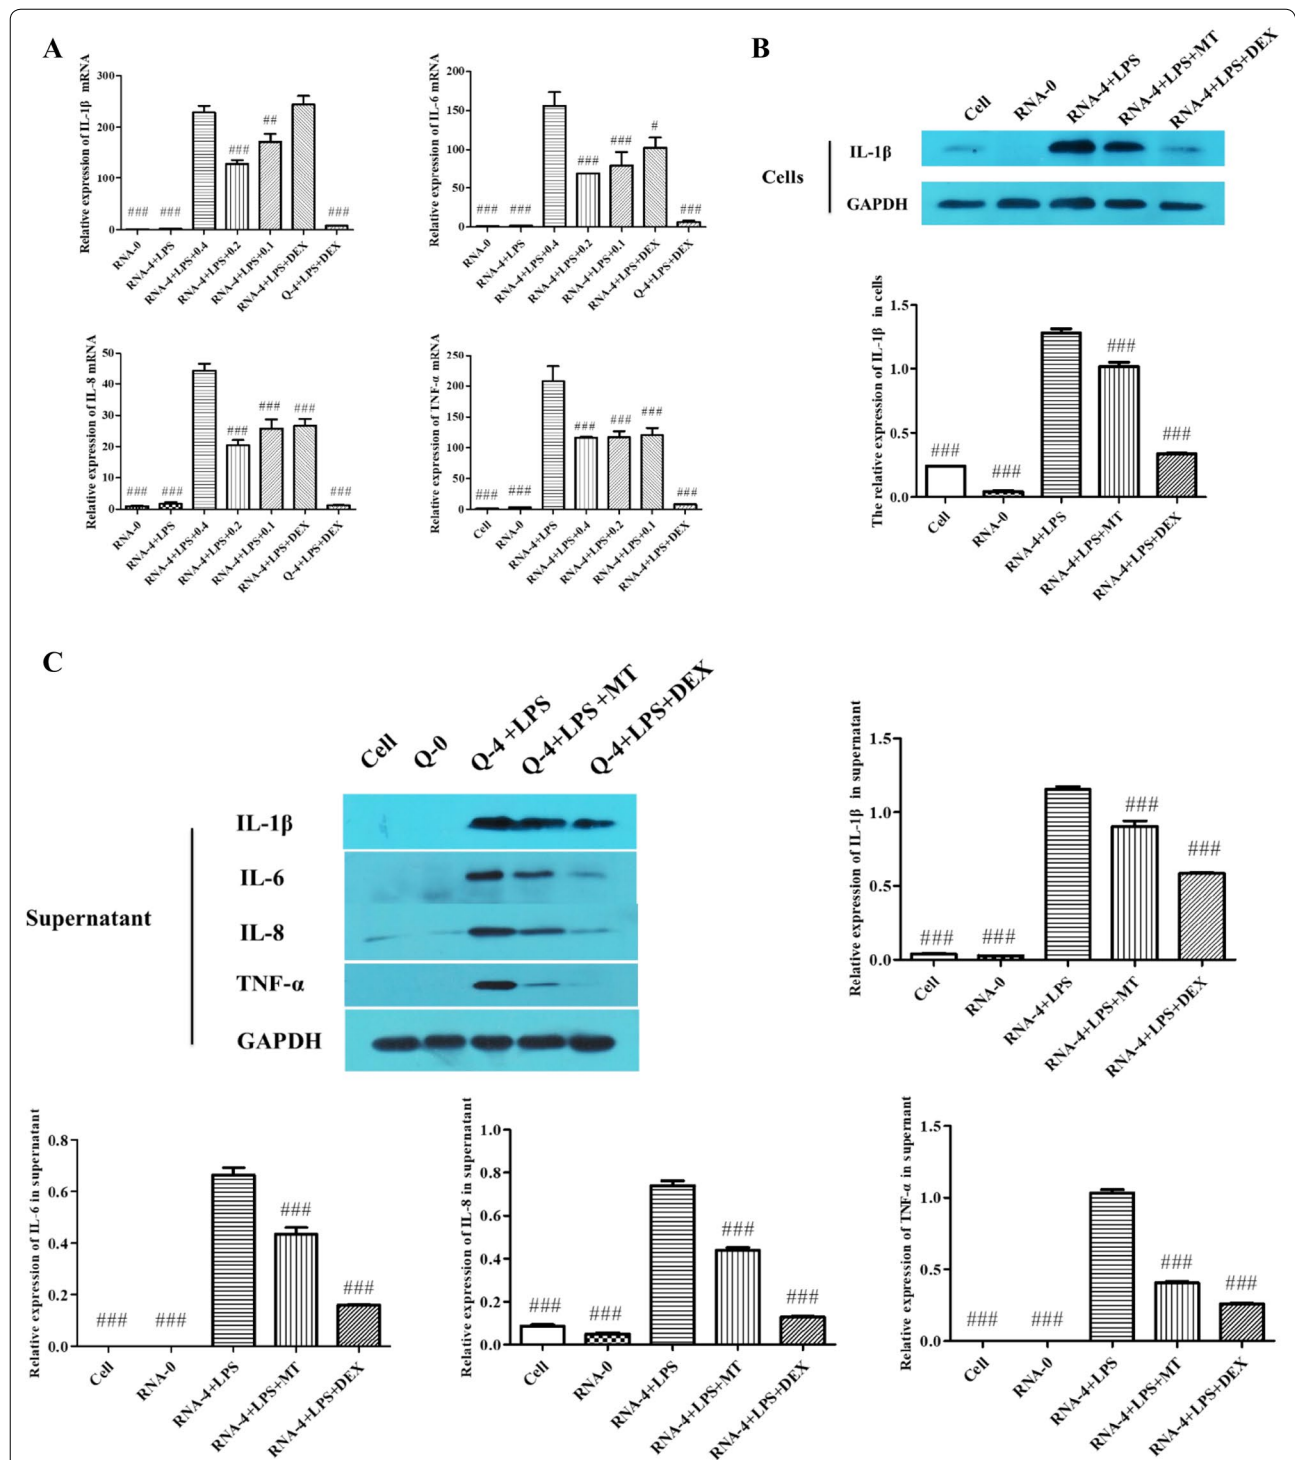 A
Relative expression of IL-1β mRNA
300
200
100
0
###
###
###
##
###
RNA-0
RNA-4+LPS
RNA-4+LPS+0.4
RNA-4+LPS+0.2
RNA-4+LPS+0.1
RNA-4+LPS+DEX
Q-4+LPS+DEX
Relative expression of IL-6 mRNA
200
150
100
50
0
###
###
###
###
#
###
RNA-0
RNA-4+LPS
RNA-4+LPS+0.4
RNA-4+LPS+0.2
RNA-4+LPS+0.1
RNA-4+LPS+DEX
Q-4+LPS+DEX
Relative expression of IL-8 mRNA
50
40
30
20
10
0
###
###
###
###
###
###
RNA-0
RNA-4+LPS
RNA-4+LPS+0.4
RNA-4+LPS+0.2
RNA-4+LPS+0.1
RNA-4+LPS+DEX
Q-4+LPS+DEX
Relative expression of TNF-α mRNA
250
200
150
100
50
0
###
###
###
###
###
###
Cell
RNA-0
RNA-4+LPS
RNA-4+LPS+0.4
RNA-4+LPS+0.2
RNA-4+LPS+0.1
RNA-4+LPS+DEX
B
Cell
RNA-0
RNA-4+LPS
RNA-4+LPS+MT
RNA-4+LPS+DEX
Cells
IL-1β
GAPDH
The relative expression of IL-1β in cells
1.5
1.0
0.5
0.0
###
###
###
###
Cell
RNA-0
RNA-4+LPS
RNA-4+LPS+MT
RNA-4+LPS+DEX
C
Cell
Q-0
Q-4 +LPS
Q-4+LPS +MT
Q-4+LPS+DEX
Supernatant
IL-1β
IL-6
IL-8
TNF-α
GAPDH
Relative expression of IL-1β in supernatant
1.5
1.0
0.5
0.0
###
###
###
###
Cell
RNA-0
RNA-4+LPS
RNA-4+LPS+MT
RNA-4+LPS+DEX
Relative expression of IL-6 in supernatant
0.8
0.6
0.4
0.2
0.0
###
###
###
###
Cell
RNA-0
RNA-4+LPS
RNA-4+LPS+MT
RNA-4+LPS+DEX
Relative expression of IL-8 in supernatant
1.0
0.8
0.6
0.4
0.2
0.0
###
###
###
###
Cell
RNA-0
RNA-4+LPS
RNA-4+LPS+MT
RNA-4+LPS+DEX
Relative expression of TNF-α in supernant
1.5
1.0
0.5
0.0
###
###
###
###
Cell
RNA-0
RNA-4+LPS
RNA-4+LPS+MT
RNA-4+LPS+DEX